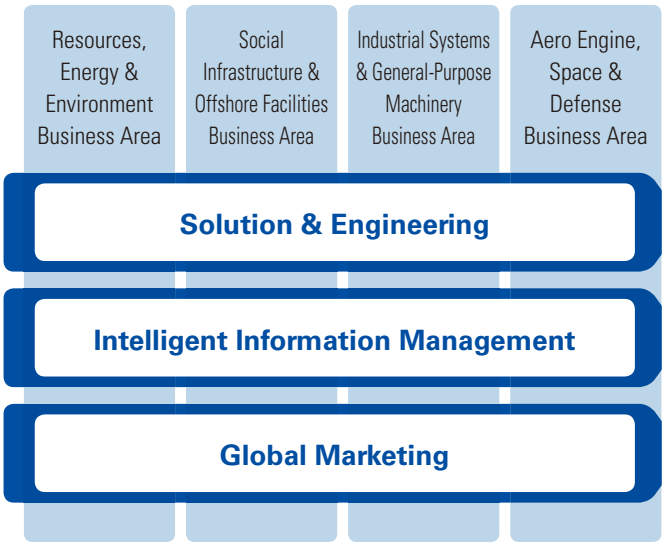 Resources,
Energy &
Environment
Business Area
Social
Infrastructure &
Offshore Facilities
Business Area
Industrial Systems
& General-Purpose
Machinery
Business Area
Aero Engine,
Space &
Defense
Business Area
Solution & Engineering
Intelligent Information Management
Global Marketing